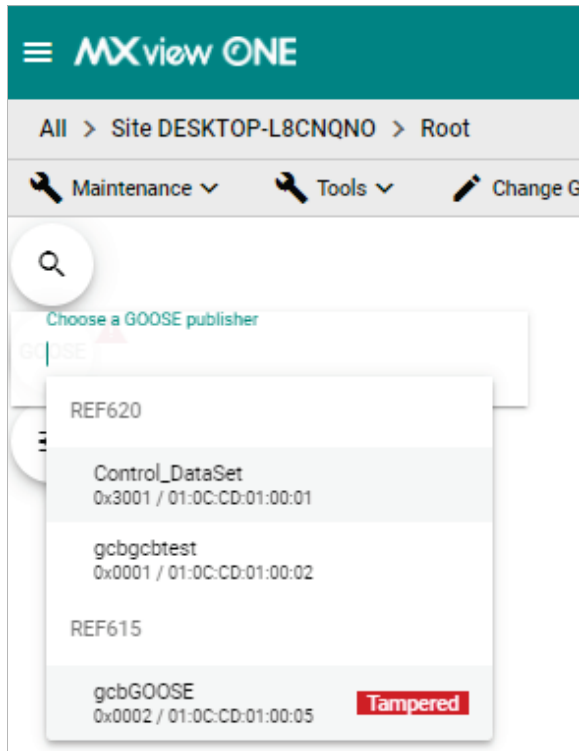 MXview ONE
All > Site DESKTOP-L8CNQNO > Root
Maintenance Tools Change G
Choose a GOOSE publisher
GOOSE
REF620
Control_DataSet
0x3001 / 01:0C:CD:01:00:01
gcbgcbtest
0x0001 / 01:0C:CD:01:00:02
REF615
gcbGOOSE Tampered
0x0002 / 01:0C:CD:01:00:05